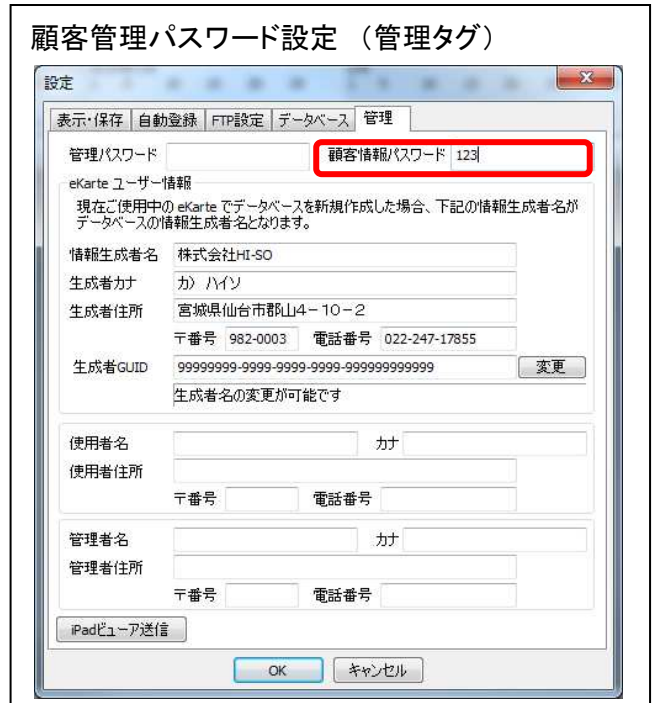 顧客管理パスワード設定 （管理タグ）
設定
表示・保存 自動登録 FTP設定 データベース 管理
管理パスワード 顧客情報パスワード 123
eKarte ユーザー情報
現在ご使用中の eKarte でデータベースを新規作成した場合、下記の情報生成者名が
データベースの情報生成者名となります。
情報生成者名 株式会社HI-SO
生成者カナ カ）ハイソ
生成者住所 宮城県仙台市郡山4－10－2
〒番号 982-0003 電話番号 022-247-17855
生成者GUID 99999999-9999-9999-9999-999999999999 変更
生成者名の変更が可能です
使用者名 カナ
使用者住所
〒番号 電話番号
管理者名 カナ
管理者住所
〒番号 電話番号
iPadビューア送信
OK キャンセル